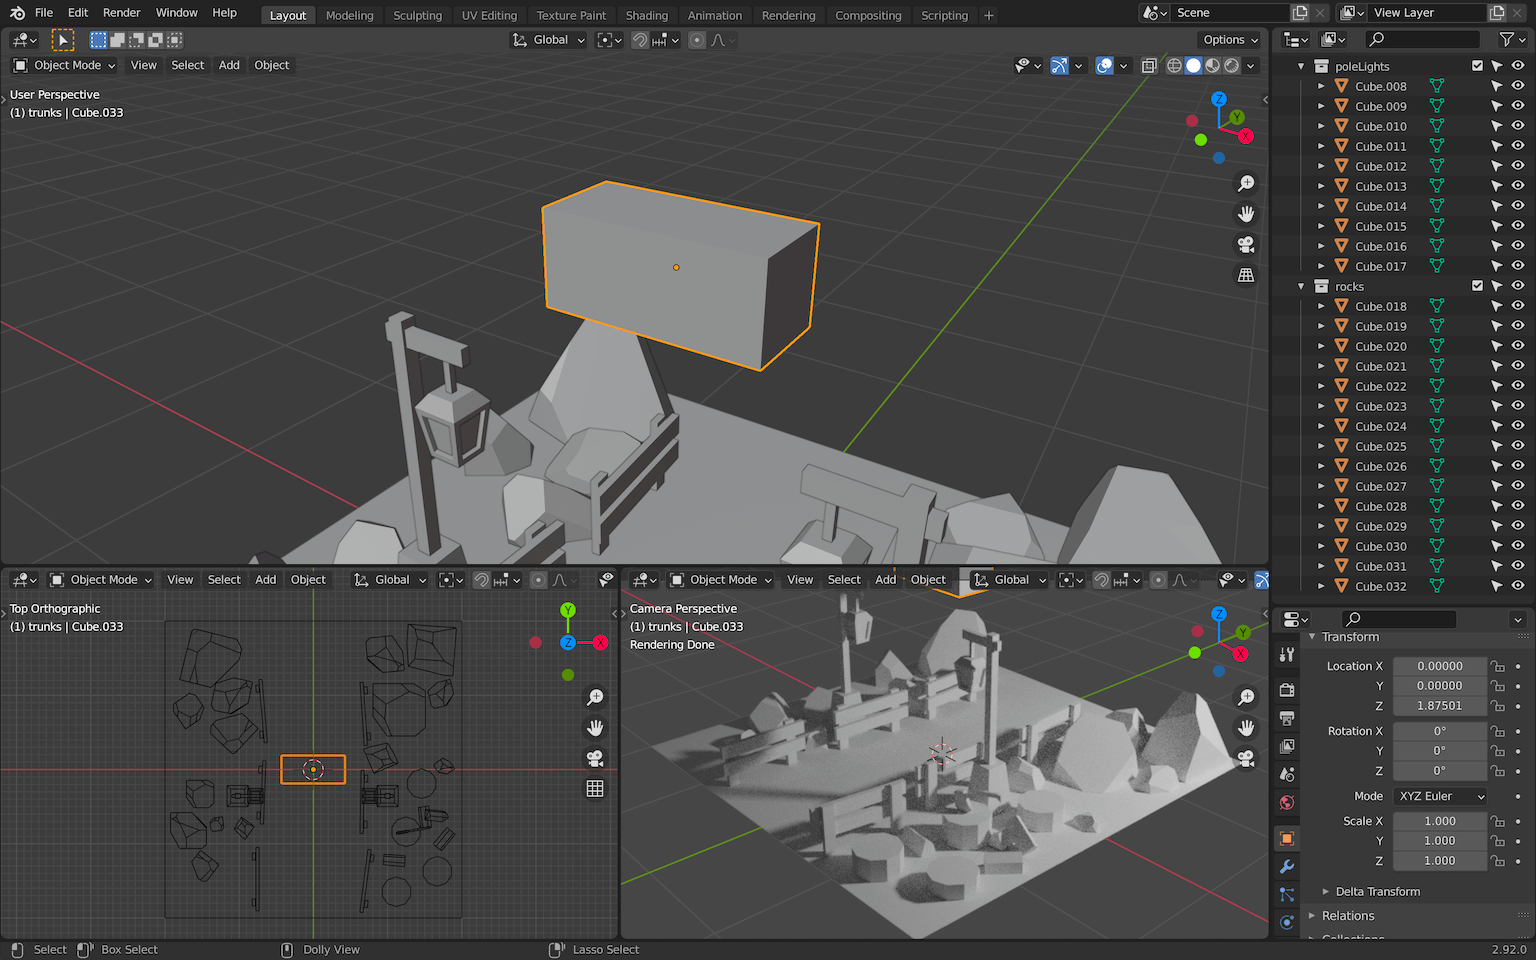 File Edit Render Window Help Layout Modeling Sculpting UV Editing Texture Paint Shading Animation Rendering Compositing Scripting + Scene View Layer
Global Options
Object Mode View Select Add Object
User Perspective
(1) trunks | Cube.033
Z
Y
X
poleLights
Cube.008
Cube.009
Cube.010
Cube.011
Cube.012
Cube.013
Cube.014
Cube.015
Cube.016
Cube.017
rocks
Cube.018
Cube.019
Cube.020
Cube.021
Cube.022
Cube.023
Cube.024
Cube.025
Cube.026
Cube.027
Cube.028
Cube.029
Cube.030
Cube.031
Cube.032
Object Mode View Select Add Object Global
Top Orthographic
(1) trunks | Cube.033
Y
Z X
Object Mode View Select Add Object Global
Camera Perspective
(1) trunks | Cube.033
Rendering Done
Z
Y
X
Transform
Location X 0.00000
Y 0.00000
Z 1.87501
Rotation X 0°
Y 0°
Z 0°
Mode XYZ Euler
Scale X 1.000
Y 1.000
Z 1.000
Delta Transform
Relations
Collections
Select Box Select Dolly View Lasso Select 2.92.0